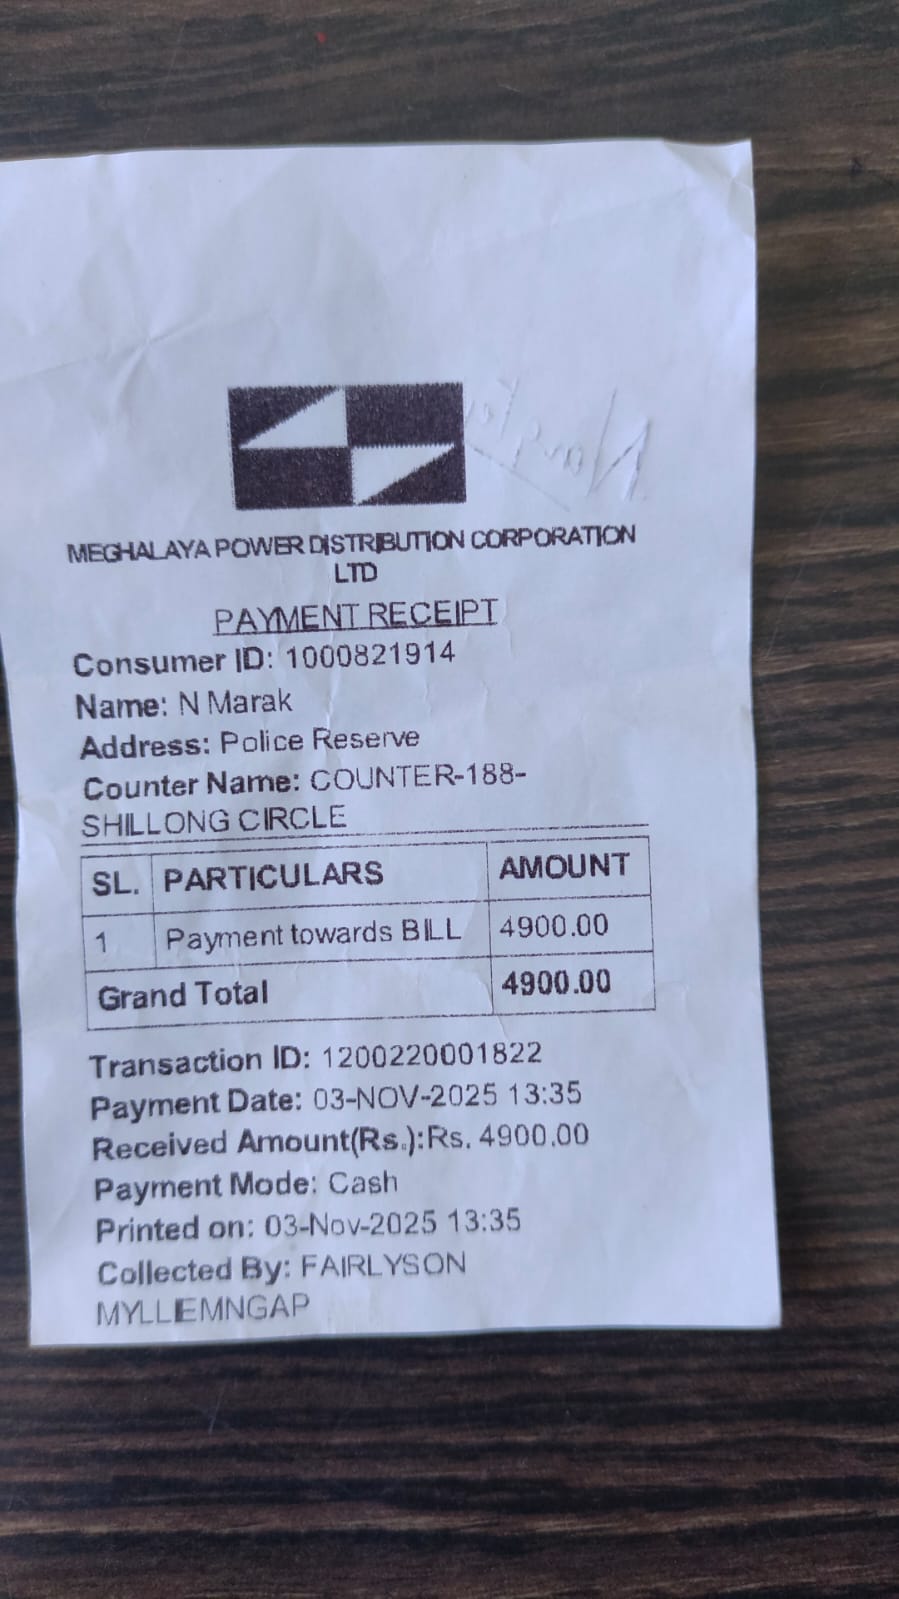 MEGHALAYA POWER DISTRIBUTION CORPORATION
LTD
PAYMENT RECEIPT
Consumer ID: 1000821914
Name: N Marak
Address: Police Reserve
Counter Name: COUNTER-188-
SHILLONG CIRCLE
SL. PARTICULARS AMOUNT
1 Payment towards BILL 4900.00
Grand Total 4900.00
Transaction ID: 1200220001822
Payment Date: 03-NOV-2025 13:35
Received Amount(Rs.):Rs. 4900.00
Payment Mode: Cash
Printed on: 03-Nov-2025 13:35
Collected By: FAIRLYSON
MYLLIEMNGAP